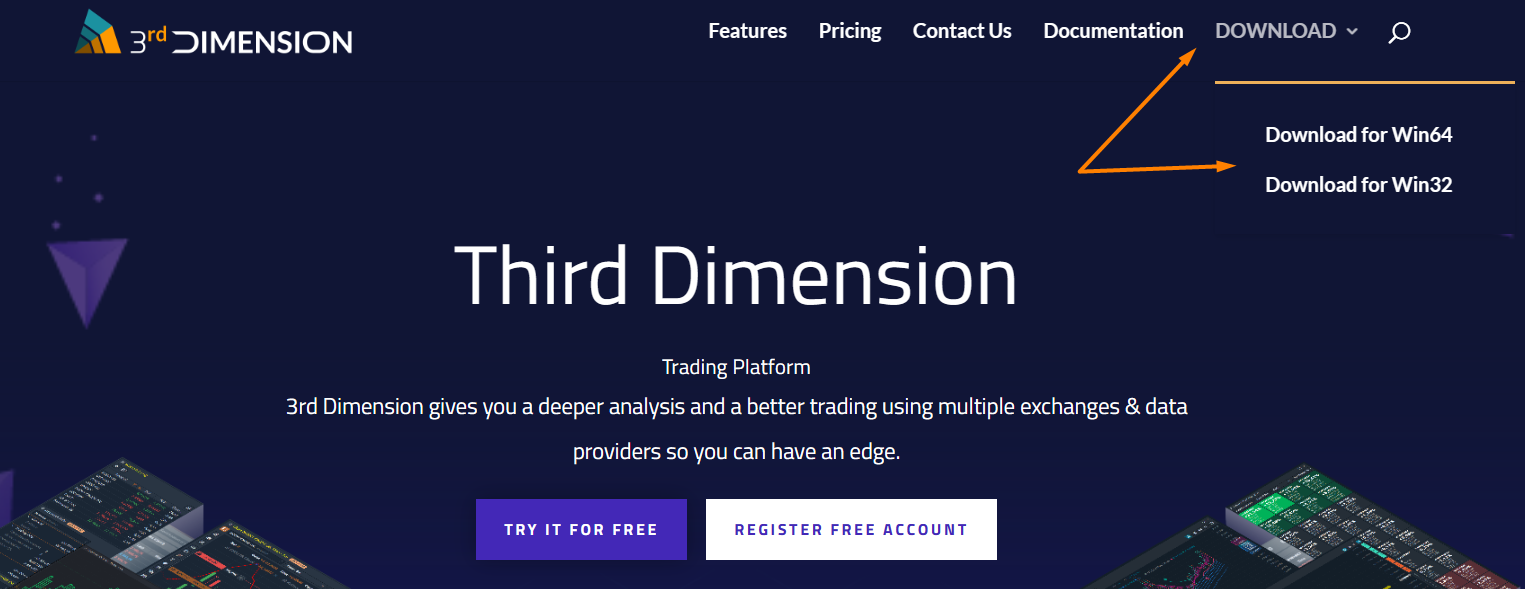 3rd DIMENSION
Features Pricing Contact Us Documentation DOWNLOAD
Download for Win64
Download for Win32
Third Dimension
Trading Platform
3rd Dimension gives you a deeper analysis and a better trading using multiple exchanges & data
providers so you can have an edge.
TRY IT FOR FREE
REGISTER FREE ACCOUNT